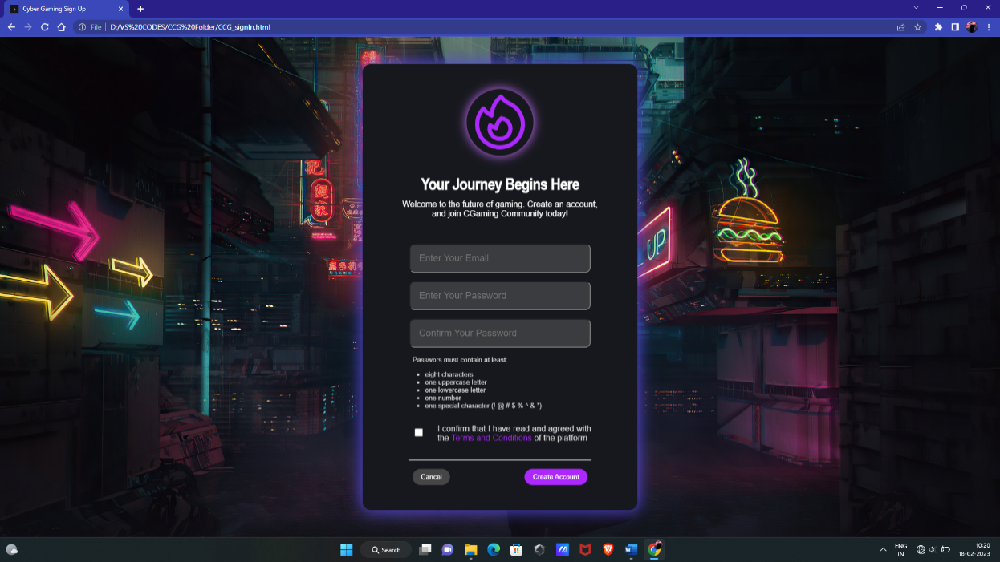 Cyber Gaming Sign Up
File
D:/VS%20CODES/CCG%20Folder/CCG_signIn.html
Your Journey Begins Here
Welcome to the future of gaming. Create an account,
and join CGaming Community today!
Enter Your Email
Enter Your Password
Confirm Your Password
Passwors must contain at least:
eight characters
one uppercase letter
one lowercase letter
one number
one special character (! @ # $ % ^ & *)
I confirm that I have read and agreed with
the Terms and Conditions of the platform
Cancel
Create Account
UP
Search
ENG
IN
10:20
18-02-2023